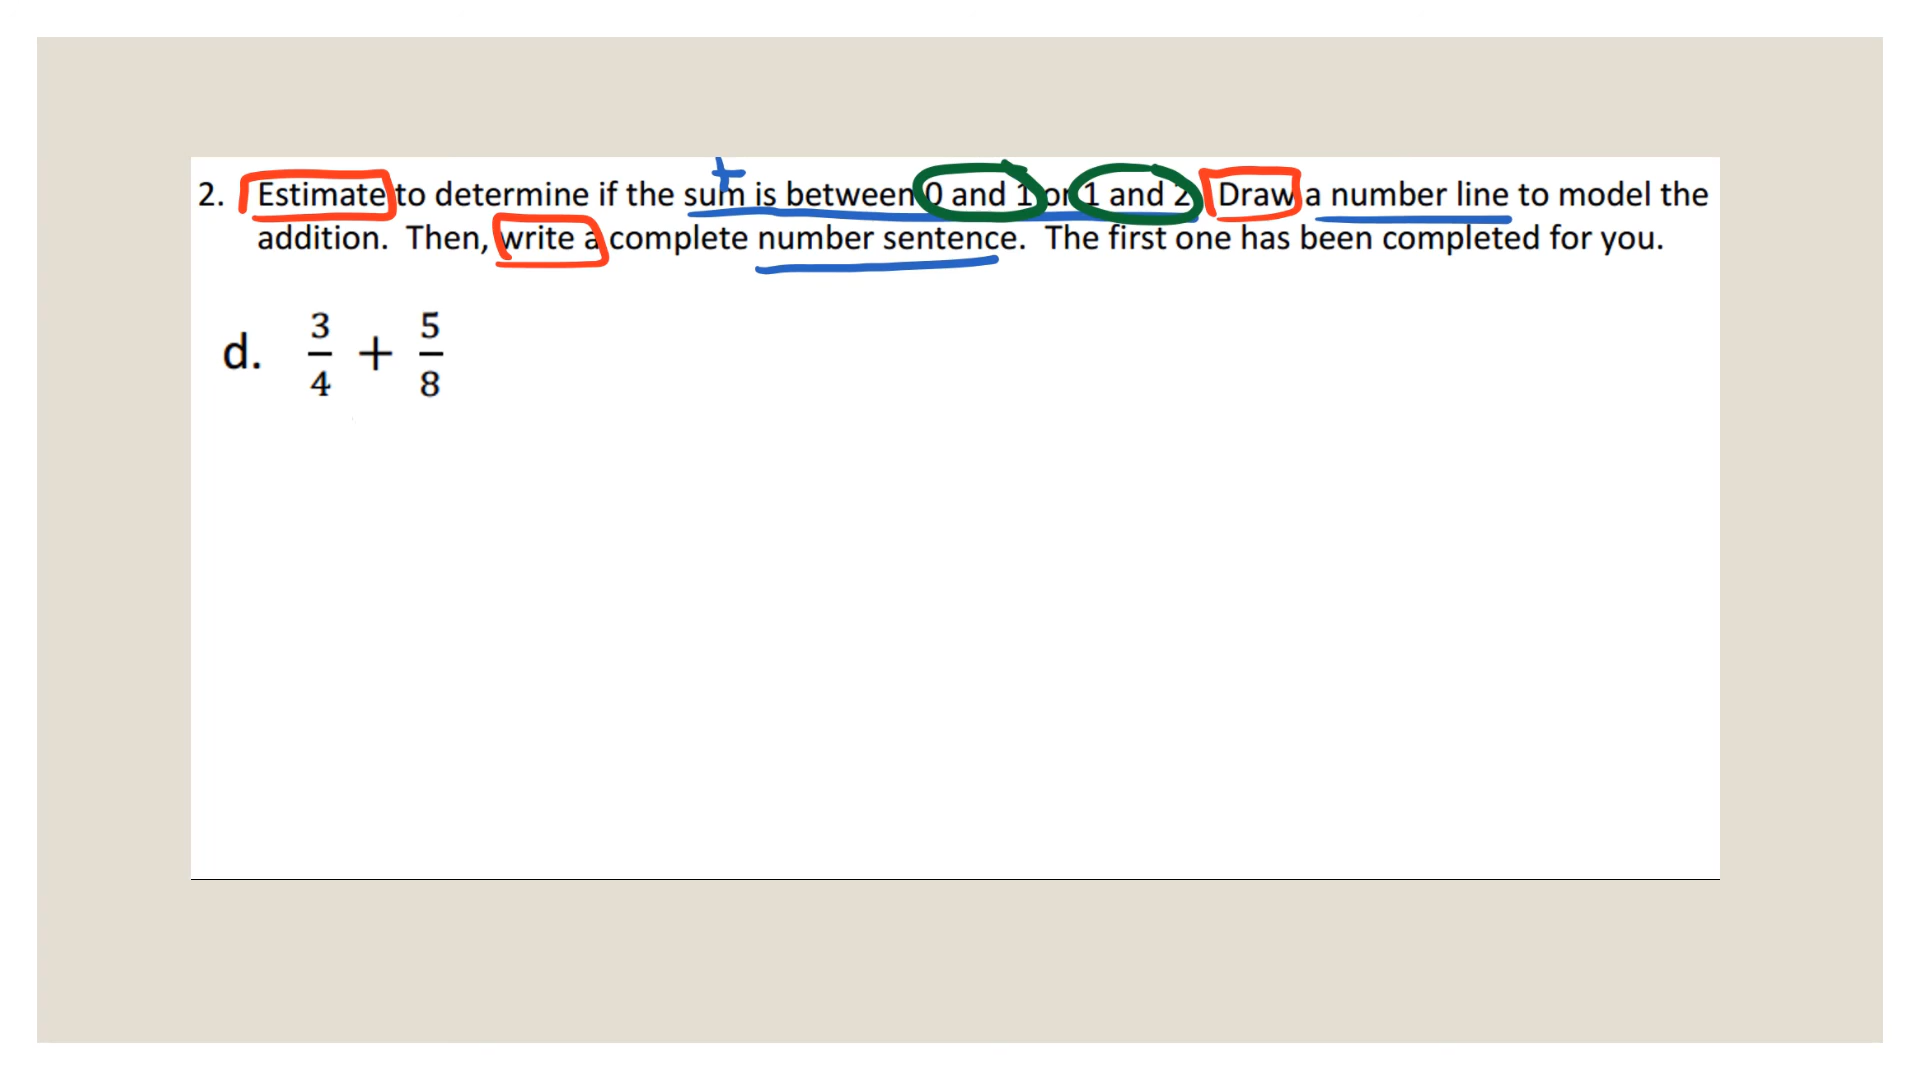 2. Estimate to determine if the sum is between 0 and 1 or 1 and 2. Draw a number line to model the
addition. Then, write a complete number sentence. The first one has been completed for you.
+
d. 3/4 + 5/8